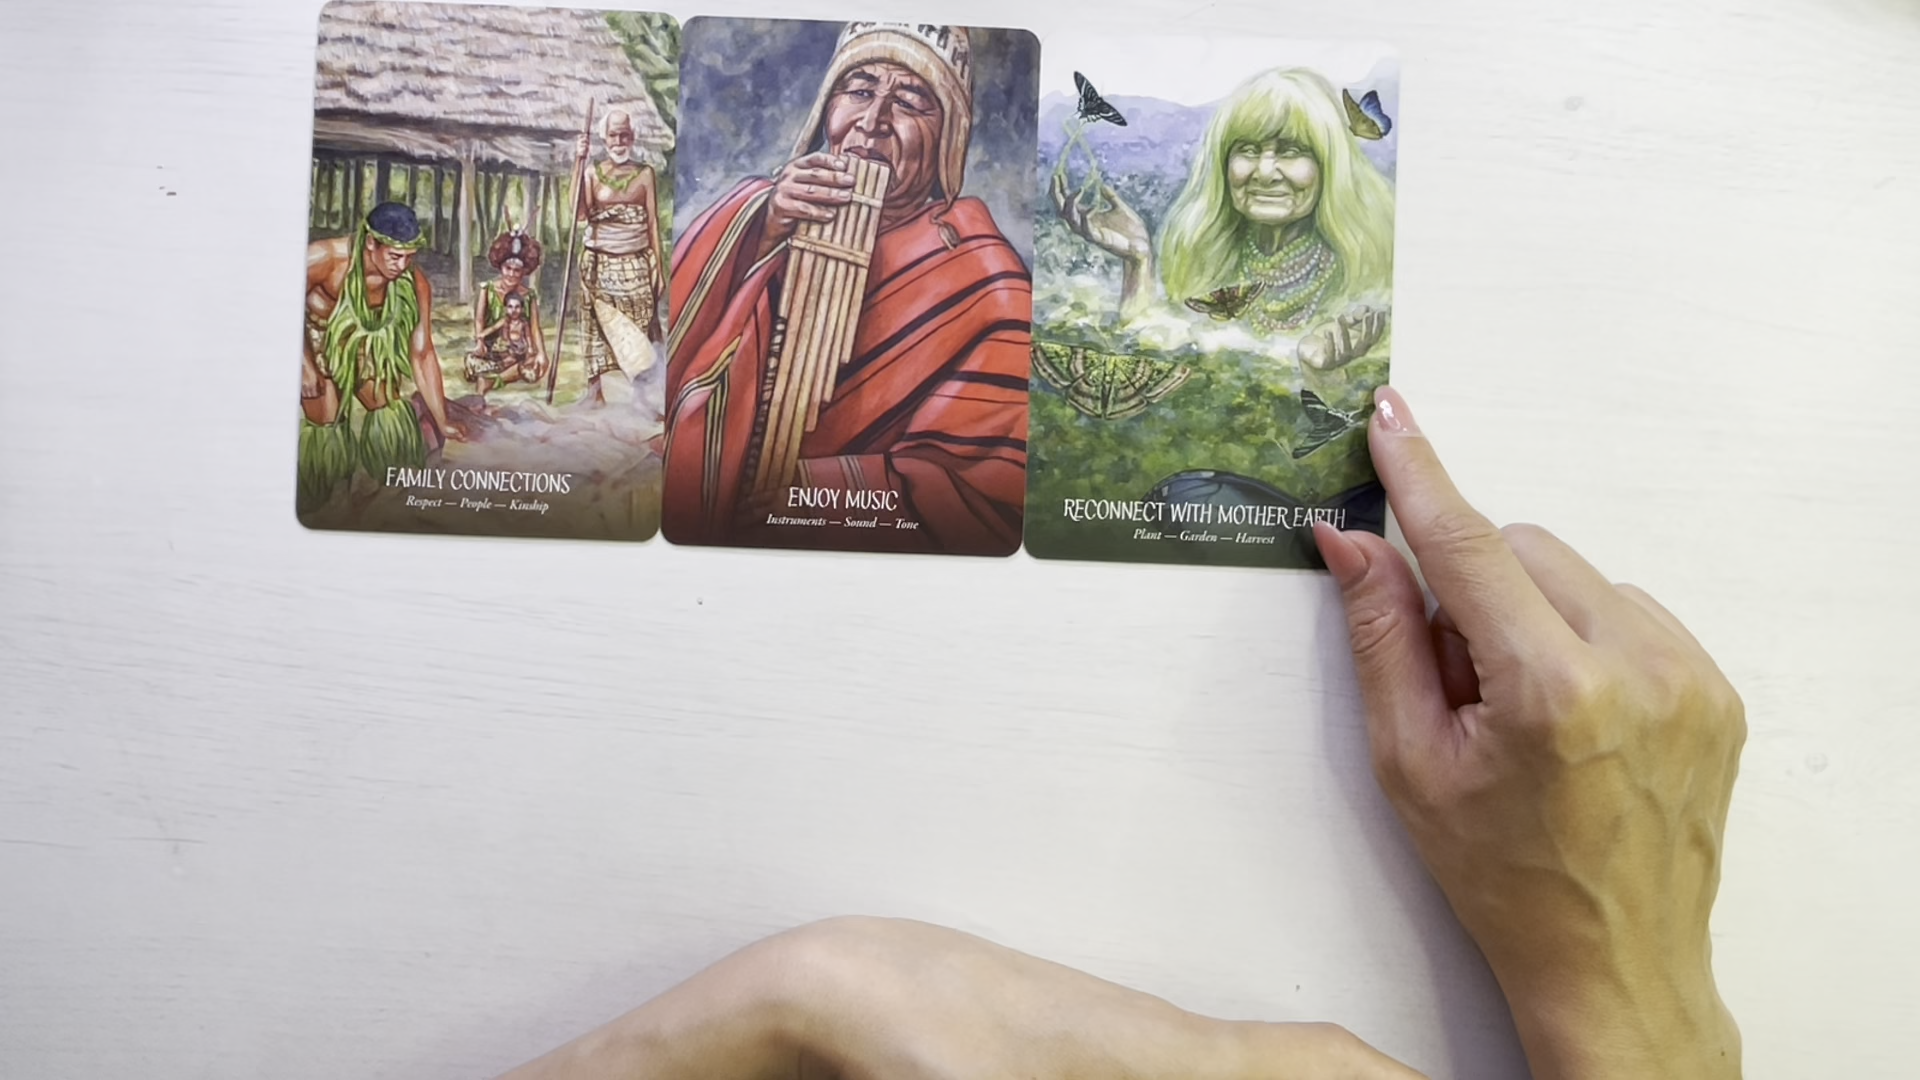 FAMILY CONNECTIONS
Respect — People — Kinship
ENJOY MUSIC
Instruments — Sound — Tone
RECONNECT WITH MOTHER EARTH
Plant — Garden — Harvest